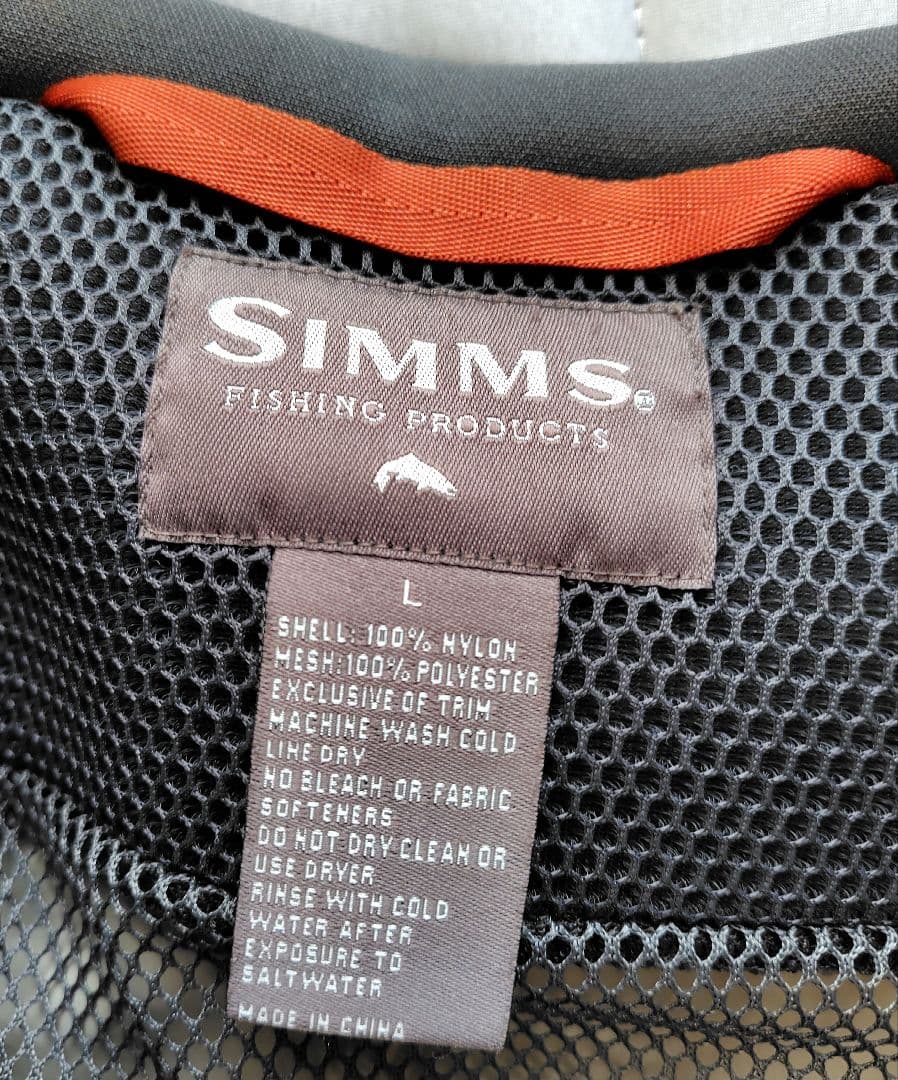 SIMMS®
FISHING PRODUCTS
L
SHELL: 100% NYLON
MESH:100% POLYESTER
EXCLUSIVE OF TRIM
MACHINE WASH COLD
LINE DRY
NO BLEACH OR FABRIC
SOFTENERS
DO NOT DRY CLEAN OR
USE DRYER
RINSE WITH COLD
WATER AFTER
EXPOSURE TO
SALTWATER
MADE IN CHINA